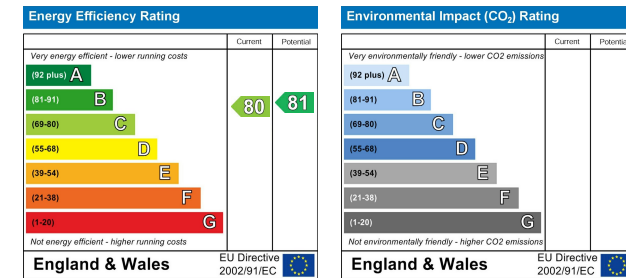 Energy Efficiency Rating
Current Potential
Very energy efficient - lower running costs
(92 plus) A
(81-91) B
(69-80) C
(55-68) D
(39-54) E
(21-38) F
(1-20) G
80
81
Not energy efficient - higher running costs
England & Wales
EU Directive
2002/91/EC
Environmental Impact (CO₂) Rating
Current Potential
Very environmentally friendly - lower CO2 emissions
(92 plus) A
(81-91) B
(69-80) C
(55-68) D
(39-54) E
(21-38) F
(1-20) G
Not environmentally friendly - higher CO2 emissions
England & Wales
EU Directive
2002/91/EC